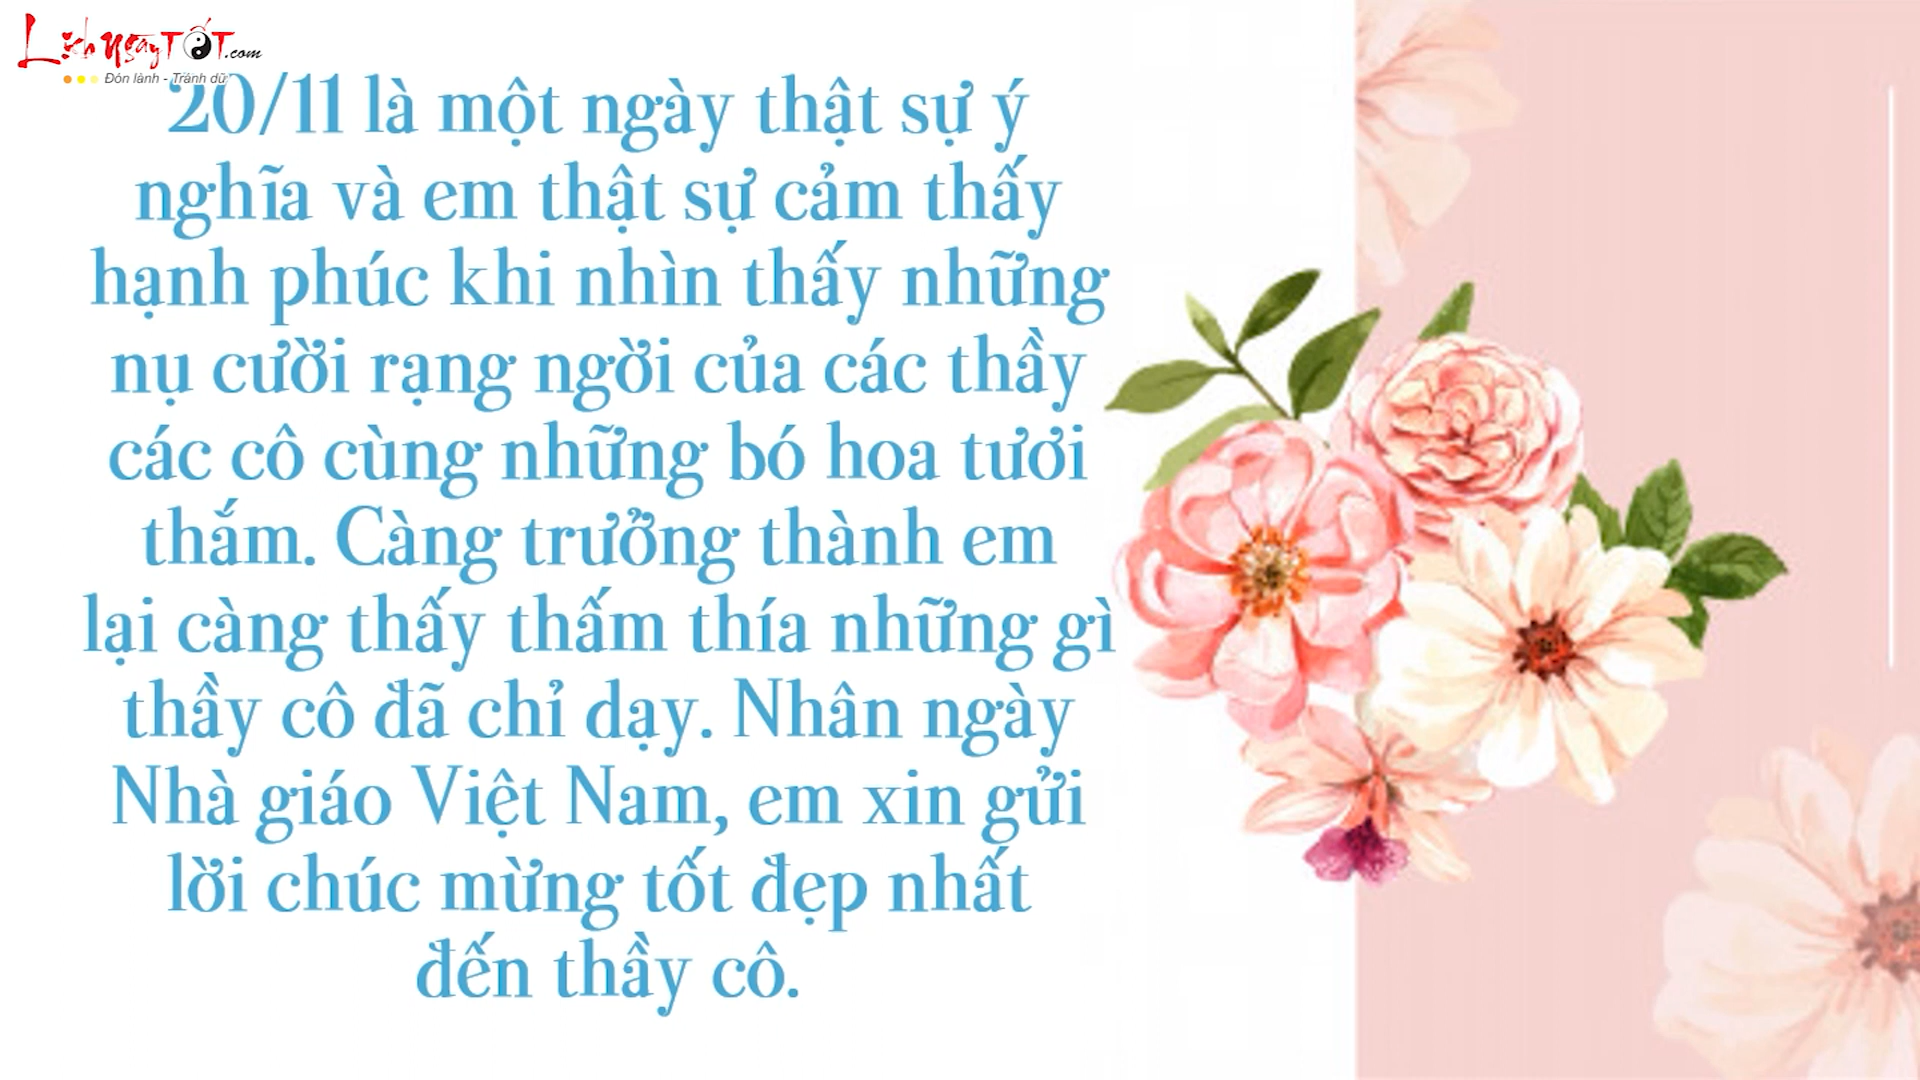 LịchNgàyTỐT.com
Đón lành - Tránh dữ
20/11 là một ngày thật sự ý
nghĩa và em thật sự cảm thấy
hạnh phúc khi nhìn thấy những
nụ cười rạng ngời của các thầy
các cô cùng những bó hoa tươi
thắm. Càng trưởng thành em
lại càng thấy thấm thía những gì
thầy cô đã chỉ dạy. Nhân ngày
Nhà giáo Việt Nam, em xin gửi
lời chúc mừng tốt đẹp nhất
đến thầy cô.